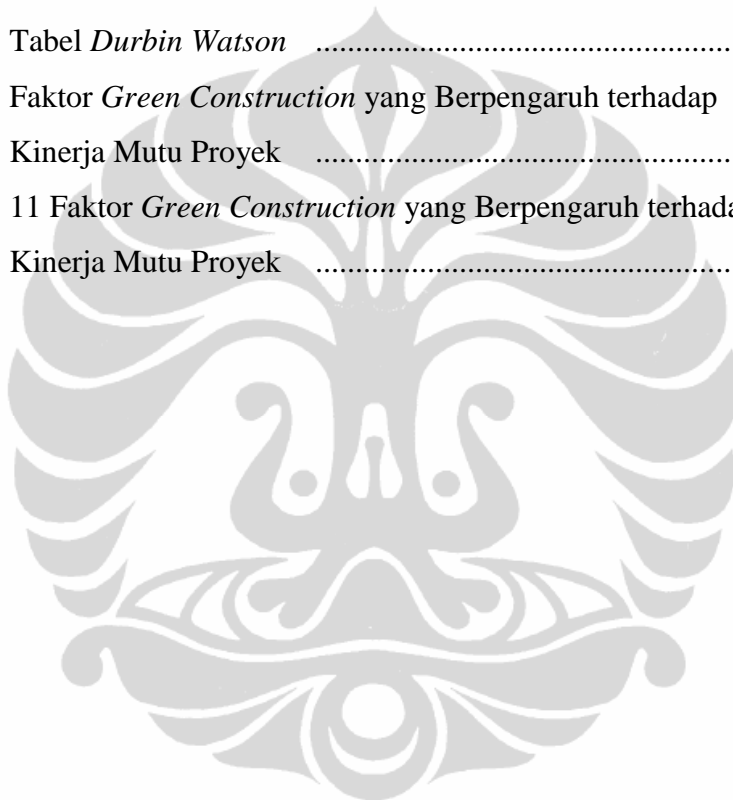 Tabel Durbin Watson ....................................................
Faktor Green Construction yang Berpengaruh terhadap
Kinerja Mutu Proyek ....................................................
11 Faktor Green Construction yang Berpengaruh terhada
Kinerja Mutu Proyek ....................................................